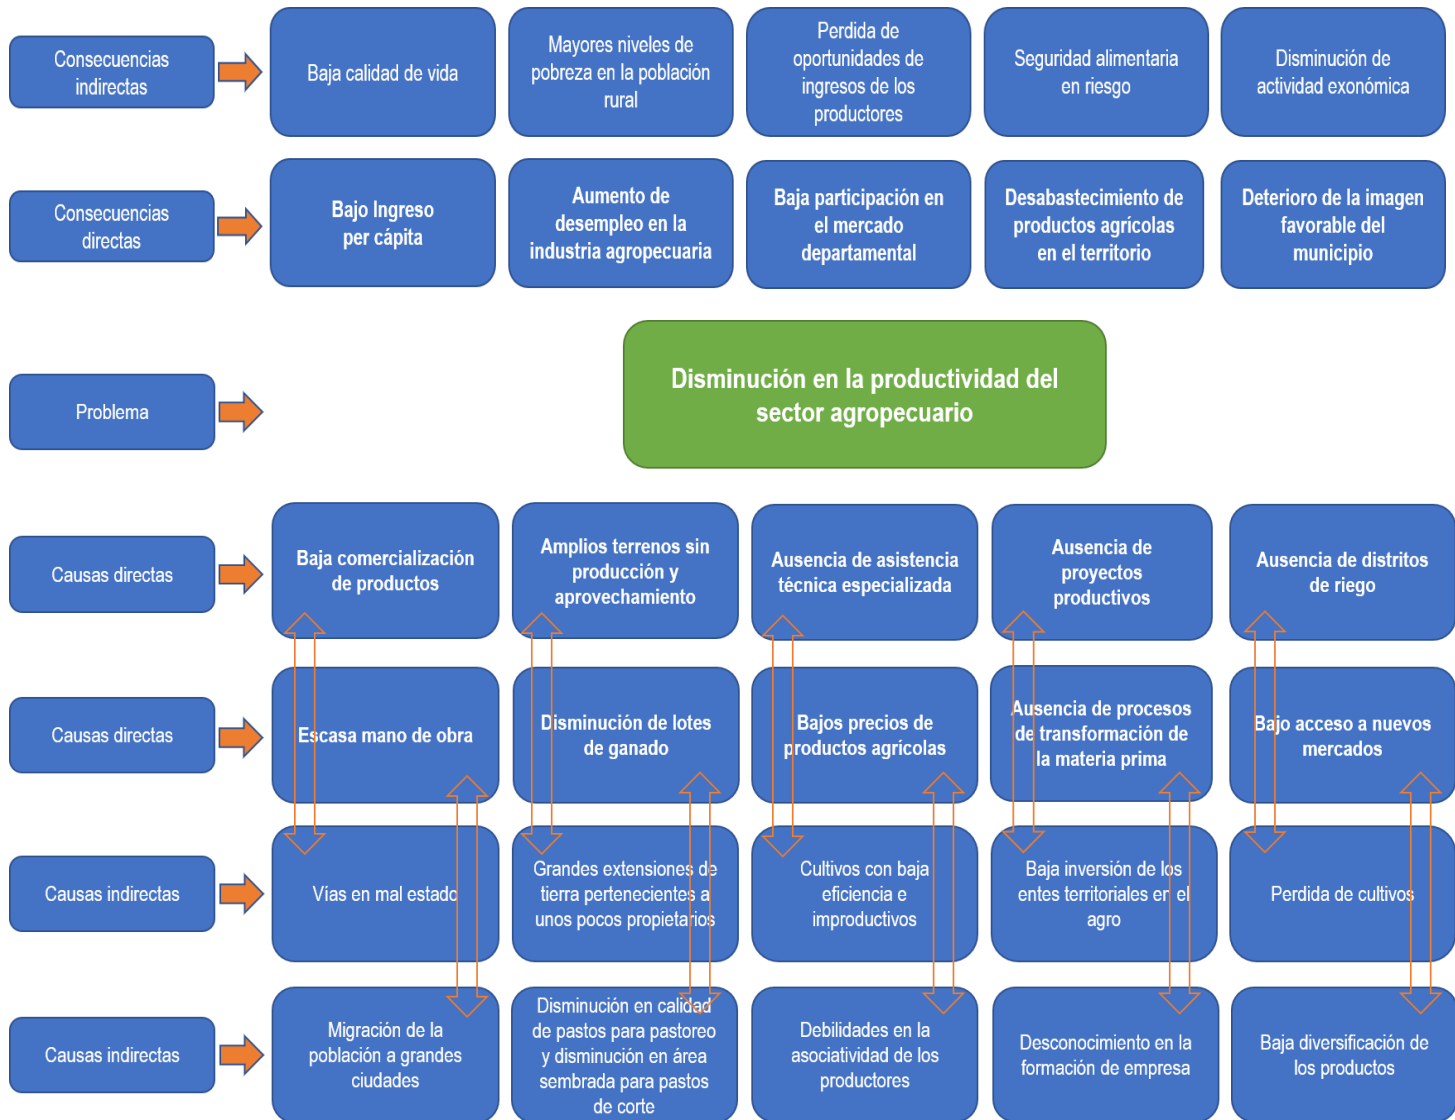 Consecuencias
indirectas
Baja calidad de vida
Mayores niveles de
pobreza en la población
rural
Perdida de
oportunidades de
ingresos de los
productores
Seguridad alimentaria
en riesgo
Disminución de
actividad exonómica
Consecuencias
directas
Bajo Ingreso
per cápita
Aumento de
desempleo en la
industria agropecuaria
Baja participación en
el mercado
departamental
Desabastecimiento de
productos agrícolas
en el territorio
Deterioro de la imagen
favorable del
municipio
Problema
Disminución en la productividad del
sector agropecuario
Causas directas
Baja comercialización
de productos
Amplios terrenos sin
producción y
aprovechamiento
Ausencia de asistencia
técnica especializada
Ausencia de
proyectos
productivos
Ausencia de distritos
de riego
Causas directas
Escasa mano de obra
Disminución de lotes
de ganado
Bajos precios de
productos agrícolas
Ausencia de procesos
de transformación de
la materia prima
Bajo acceso a nuevos
mercados
Causas indirectas
Vías en mal estado
Grandes extensiones de
tierra pertenecientes a
unos pocos propietarios
Cultivos con baja
eficiencia e
improductivos
Baja inversión de los
entes territoriales en el
agro
Perdida de cultivos
Causas indirectas
Migración de la
población a grandes
ciudades
Disminución en calidad
de pastos para pastoreo
y disminución en área
sembrada para pastos
de corte
Debilidades en la
asociatividad de los
productores
Desconocimiento en la
formación de empresa
Baja diversificación de
los productos